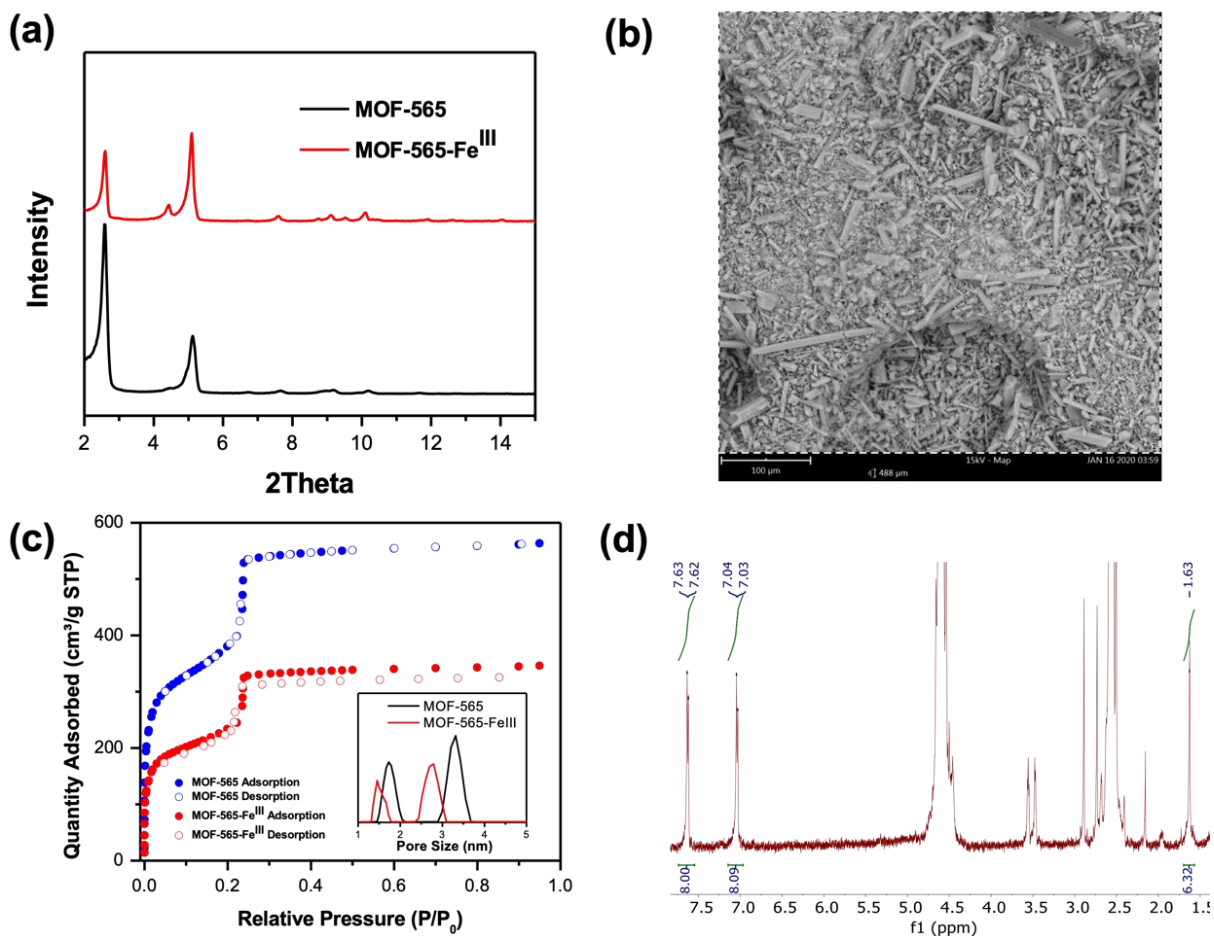 (a)
MOF-565
MOF-565-Fe^III
Intensity
2 4 6 8 10 12 14
2Theta
(b)
100 µm
488 µm
15kV - Map
JAN 16 2020 03:59
(c)
600
400
200
0
Quantity Adsorbed (cm³/g STP)
MOF-565 Adsorption
MOF-565 Desorption
MOF-565-Fe^III Adsorption
MOF-565-Fe^III Desorption
MOF-565
MOF-565-FeIII
1 2 3 4 5
Pore Size (nm)
0.0 0.2 0.4 0.6 0.8 1.0
Relative Pressure (P/P₀)
(d)
7.63
7.62
7.04
7.03
1.63
8.00
8.09
6.32
7.5 7.0 6.5 6.0 5.5 5.0 4.5 4.0 3.5 3.0 2.5 2.0 1.5
f1 (ppm)